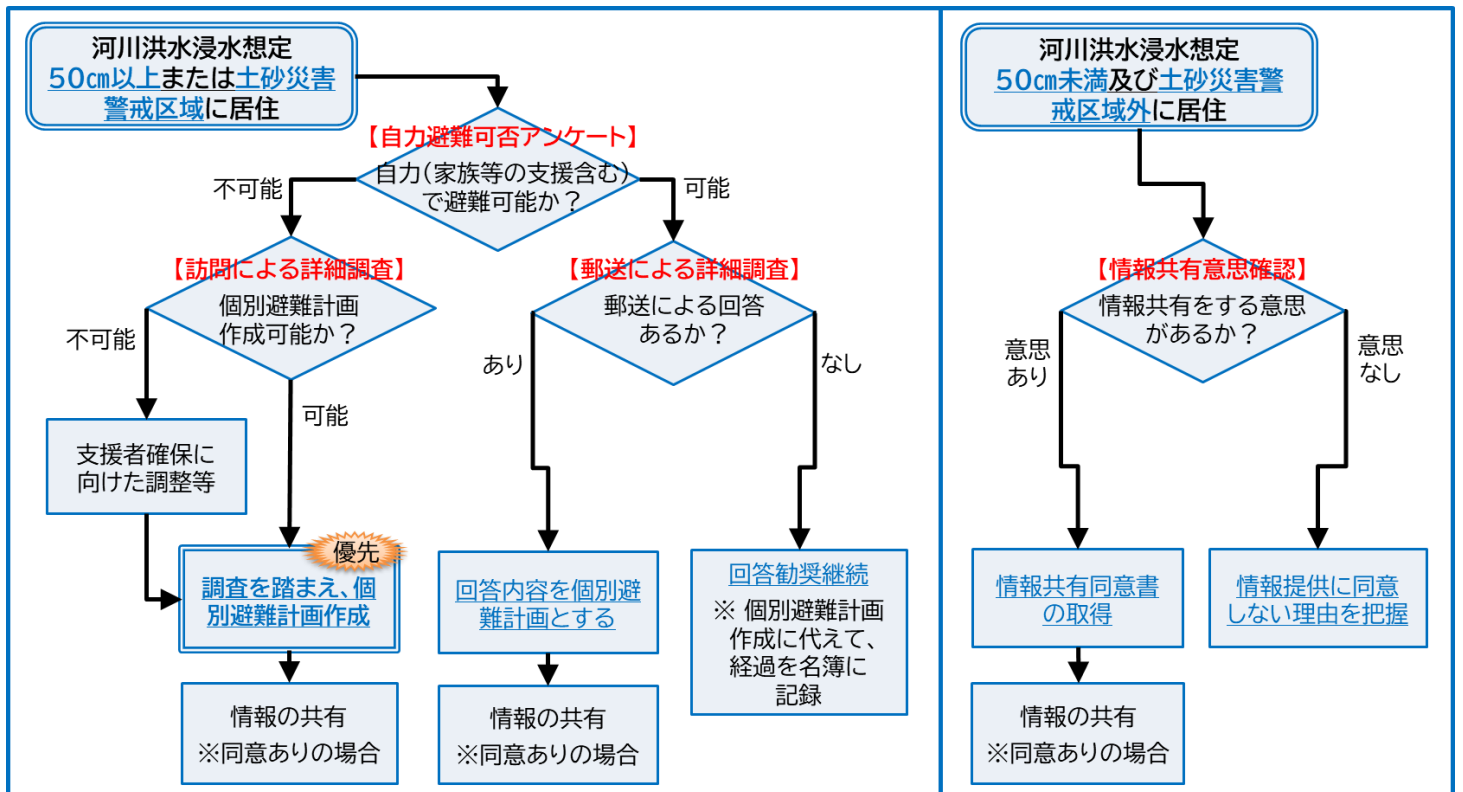 河川洪水浸水想定
50㎝以上または土砂災害
警戒区域に居住
【自力避難可否アンケート】
自力(家族等の支援含む)
で避難可能か?
不可能
可能
【訪問による詳細調査】
個別避難計画
作成可能か?
不可能
可能
支援者確保に
向けた調整等
優先
調査を踏まえ、個
別避難計画作成
情報の共有
※同意ありの場合
【郵送による詳細調査】
郵送による回答
あるか?
あり
なし
回答内容を個別避
難計画とする
情報の共有
※同意ありの場合
回答勧奨継続
※ 個別避難計画
作成に代えて、
経過を名簿に
記録
河川洪水浸水想定
50㎝未満及び土砂災害警
戒区域外に居住
【情報共有意思確認】
情報共有をする意思
があるか?
意思
あり
意思
なし
情報共有同意書
の取得
情報の共有
※同意ありの場合
情報提供に同意
しない理由を把握